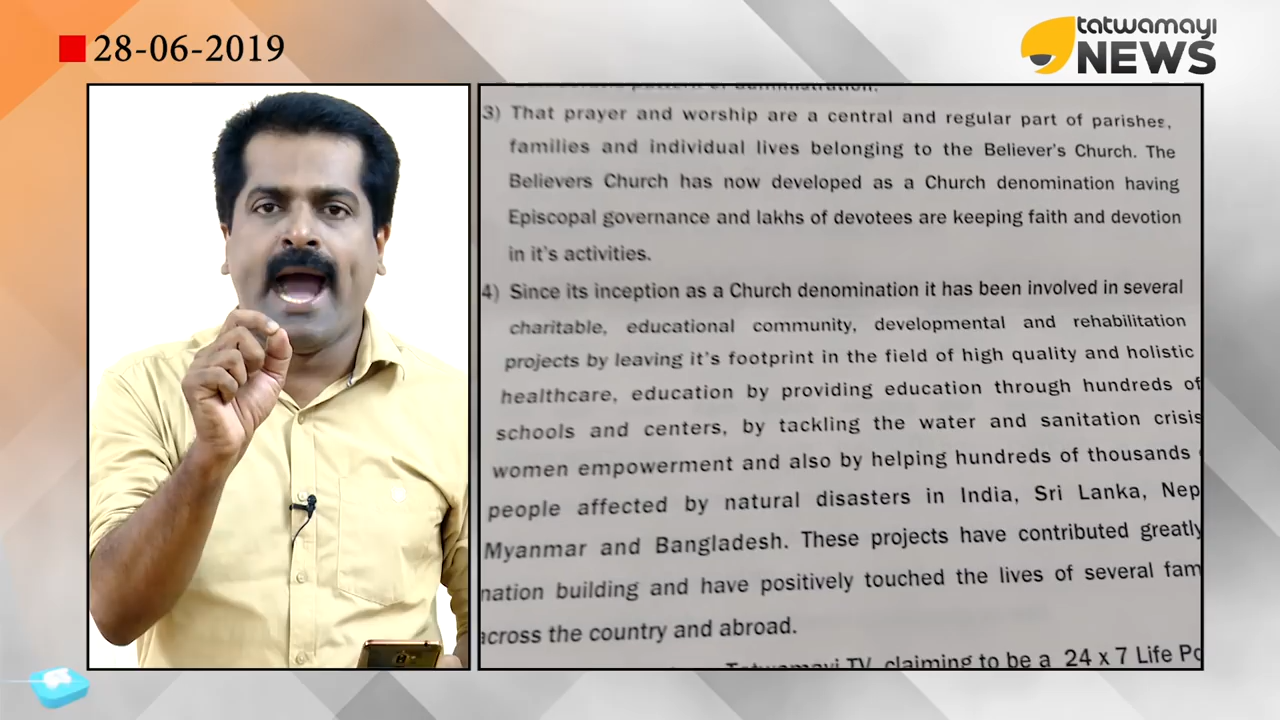 28-06-2019
tatwamayi
NEWS
administration.
3) That prayer and worship are a central and regular part of parishes,
families and individual lives belonging to the Believer's Church. The
Believers Church has now developed as a Church denomination having
Episcopal governance and lakhs of devotees are keeping faith and devotion
in it's activities.
4) Since its inception as a Church denomination it has been involved in several
charitable, educational community, developmental and rehabilitation
projects by leaving it's footprint in the field of high quality and holistic
healthcare, education by providing education through hundreds of
schools and centers, by tackling the water and sanitation crisis
women empowerment and also by helping hundreds of thousands
people affected by natural disasters in India, Sri Lanka, Nep
Myanmar and Bangladesh. These projects have contributed greatly
nation building and have positively touched the lives of several fam
across the country and abroad.
TV, claiming to be a 24 x 7 Life